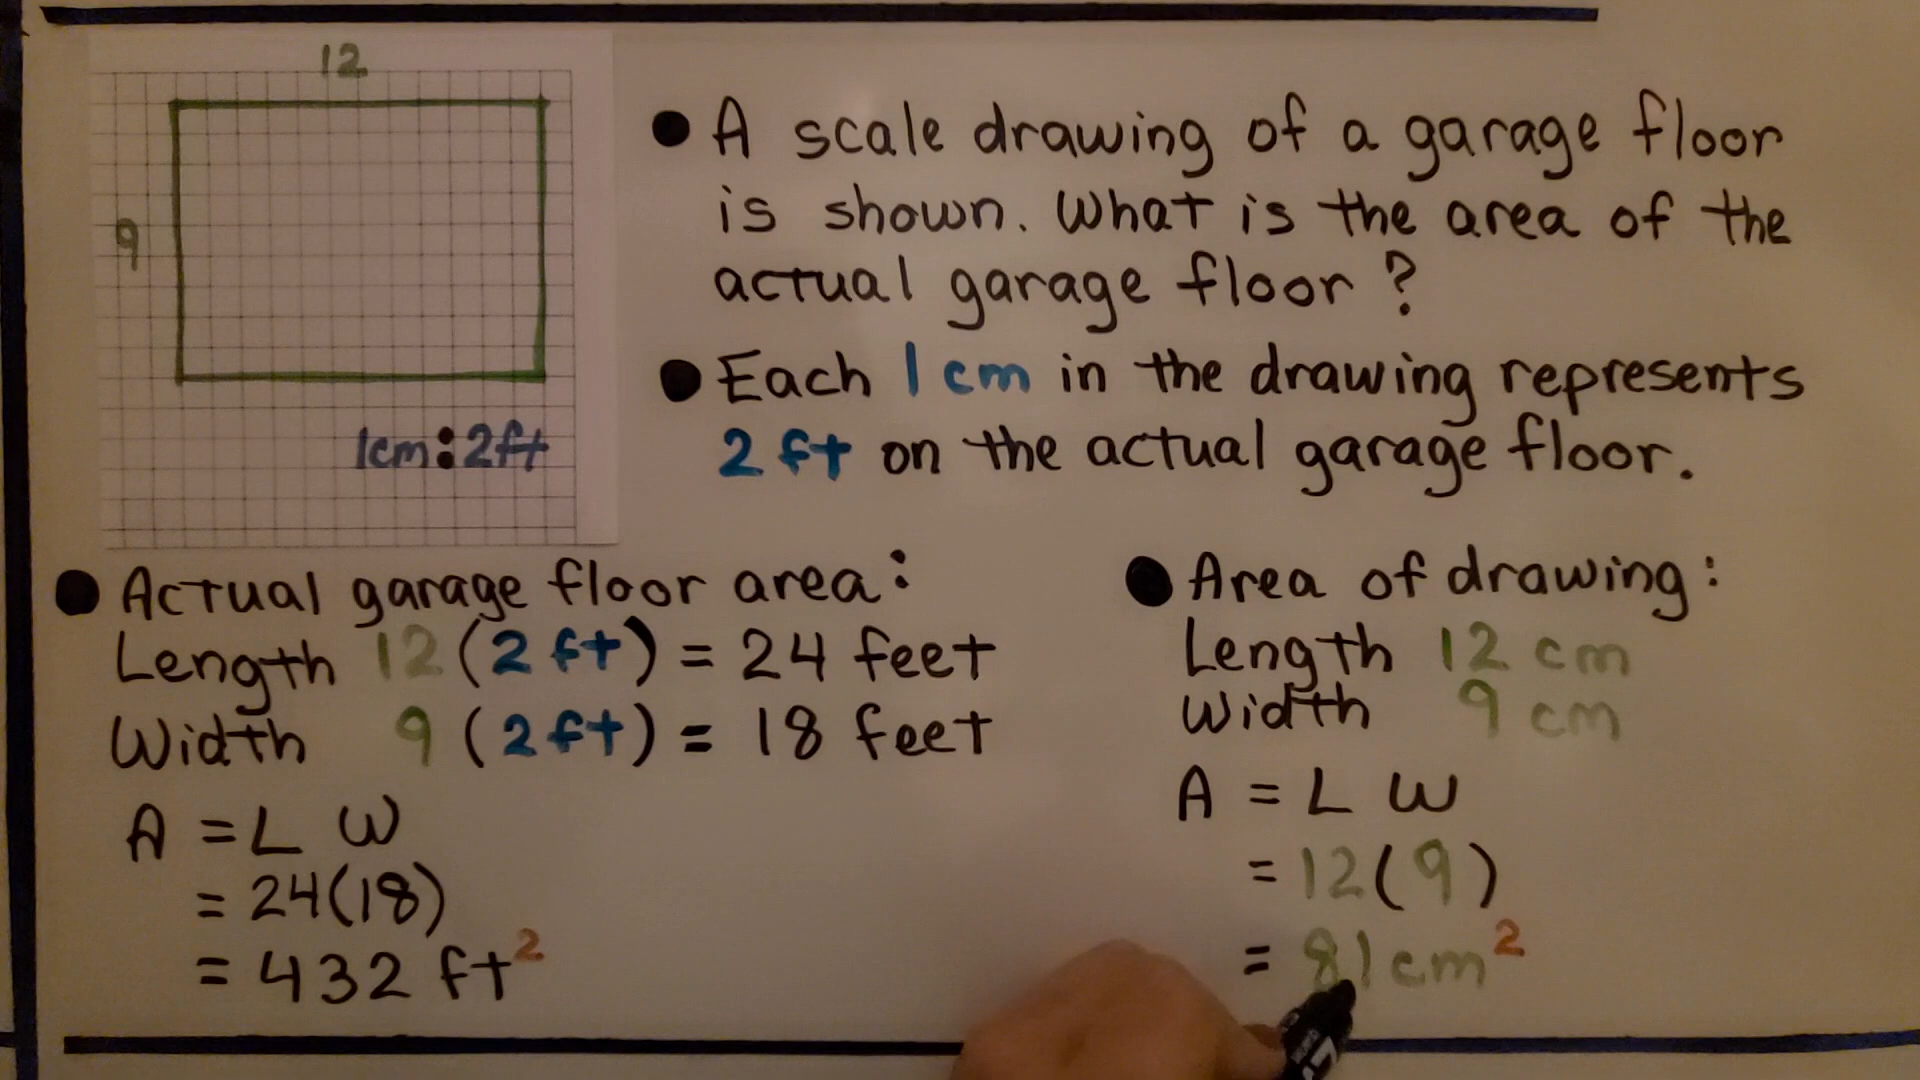 12
9
1cm:2ft
● A scale drawing of a garage floor
is shown. What is the area of the
actual garage floor?
● Each 1 cm in the drawing represents
2 ft on the actual garage floor.
● Actual garage floor area:
Length 12 (2 ft) = 24 feet
Width 9 (2 ft) = 18 feet
A = L W
= 24(18)
= 432 ft²
● Area of drawing:
Length 12 cm
Width 9 cm
A = L W
= 12(9)
= 81 cm²